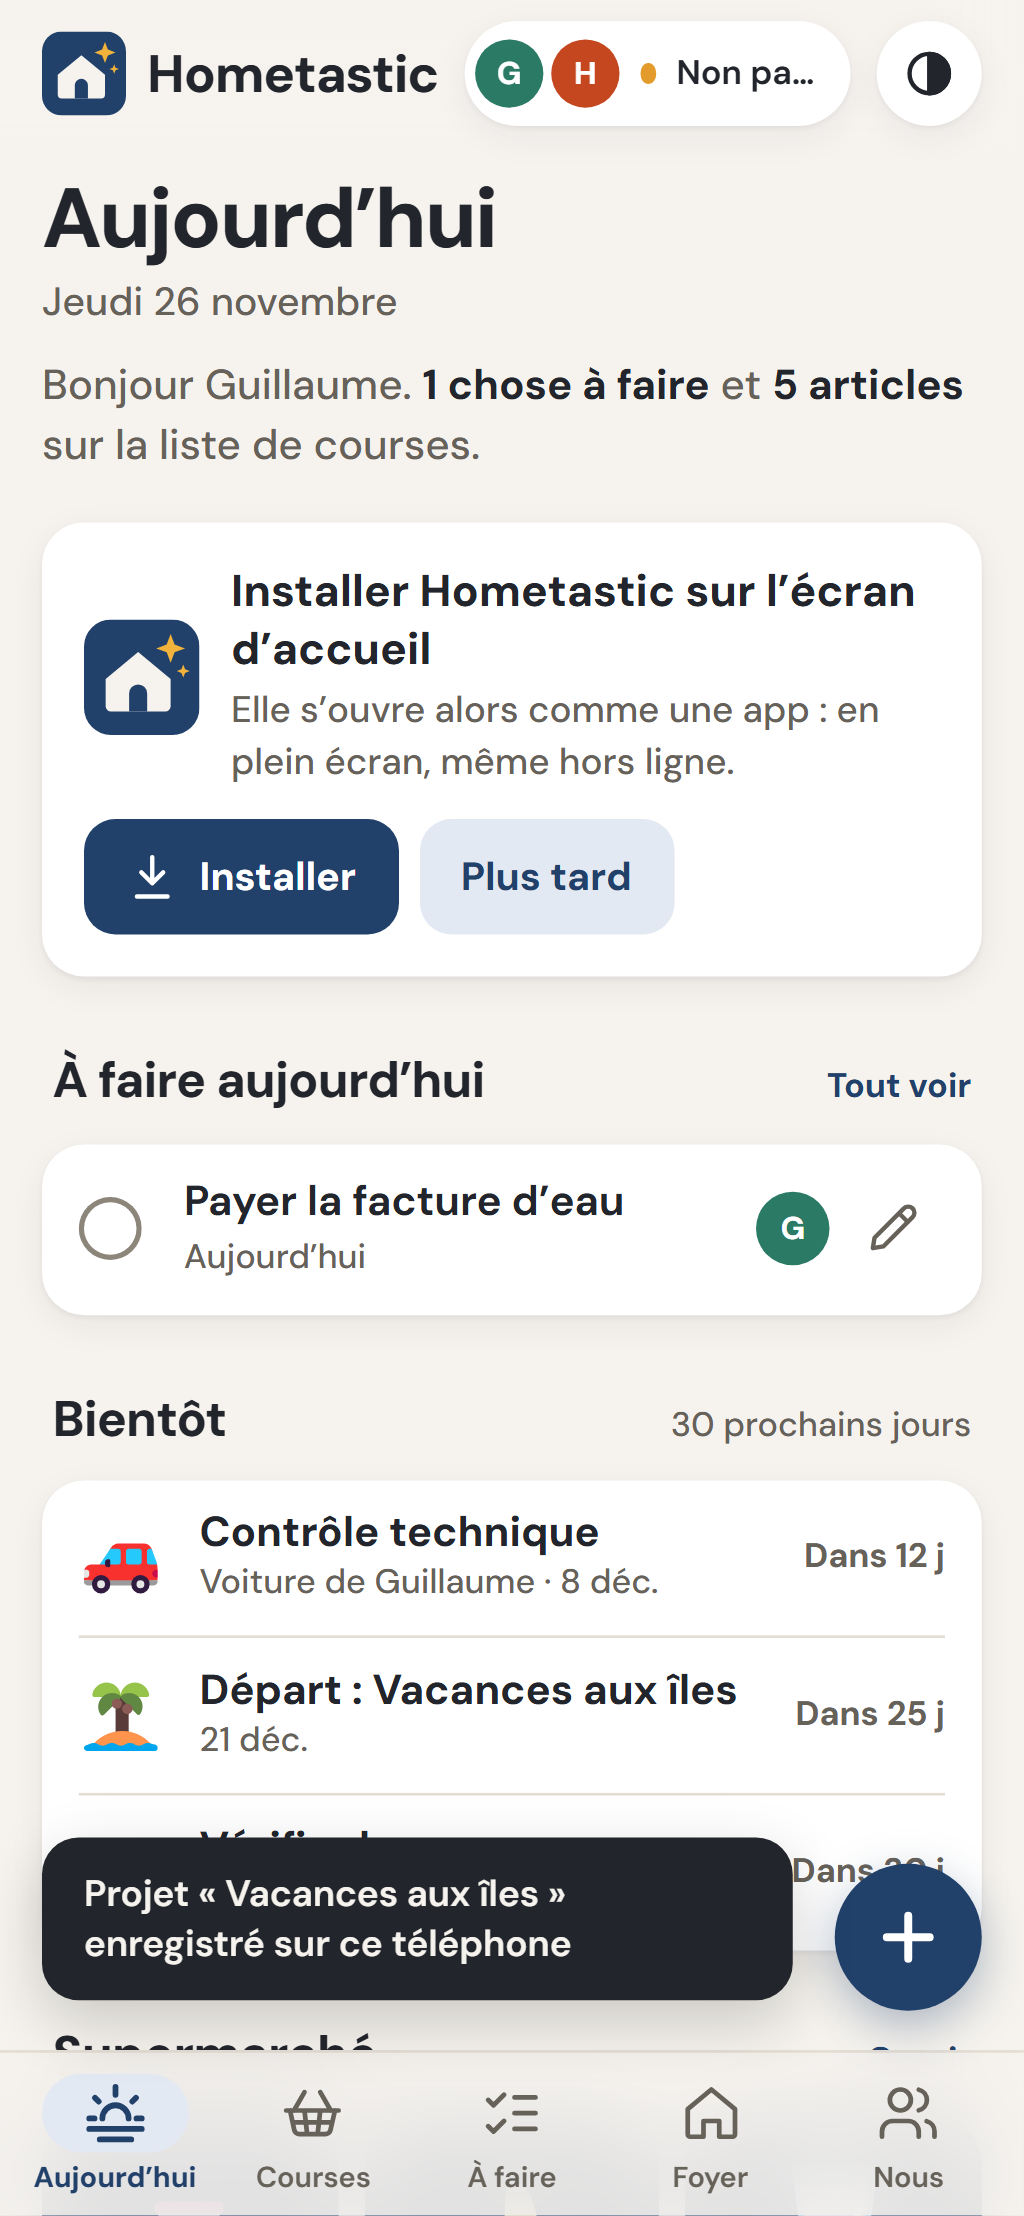 Hometastic
G H Non pa...
Aujourd’hui
Jeudi 26 novembre
Bonjour Guillaume. 1 chose à faire et 5 articles
sur la liste de courses.
Installer Hometastic sur l’écran
d’accueil
Elle s’ouvre alors comme une app : en
plein écran, même hors ligne.
Installer
Plus tard
À faire aujourd’hui
Tout voir
Payer la facture d’eau
Aujourd’hui
G
Bientôt
30 prochains jours
Contrôle technique
Voiture de Guillaume · 8 déc.
Dans 12 j
Départ : Vacances aux îles
21 déc.
Dans 25 j
Dans
Projet « Vacances aux îles »
enregistré sur ce téléphone
Supermarché
Aujourd’hui
Courses
À faire
Foyer
Nous